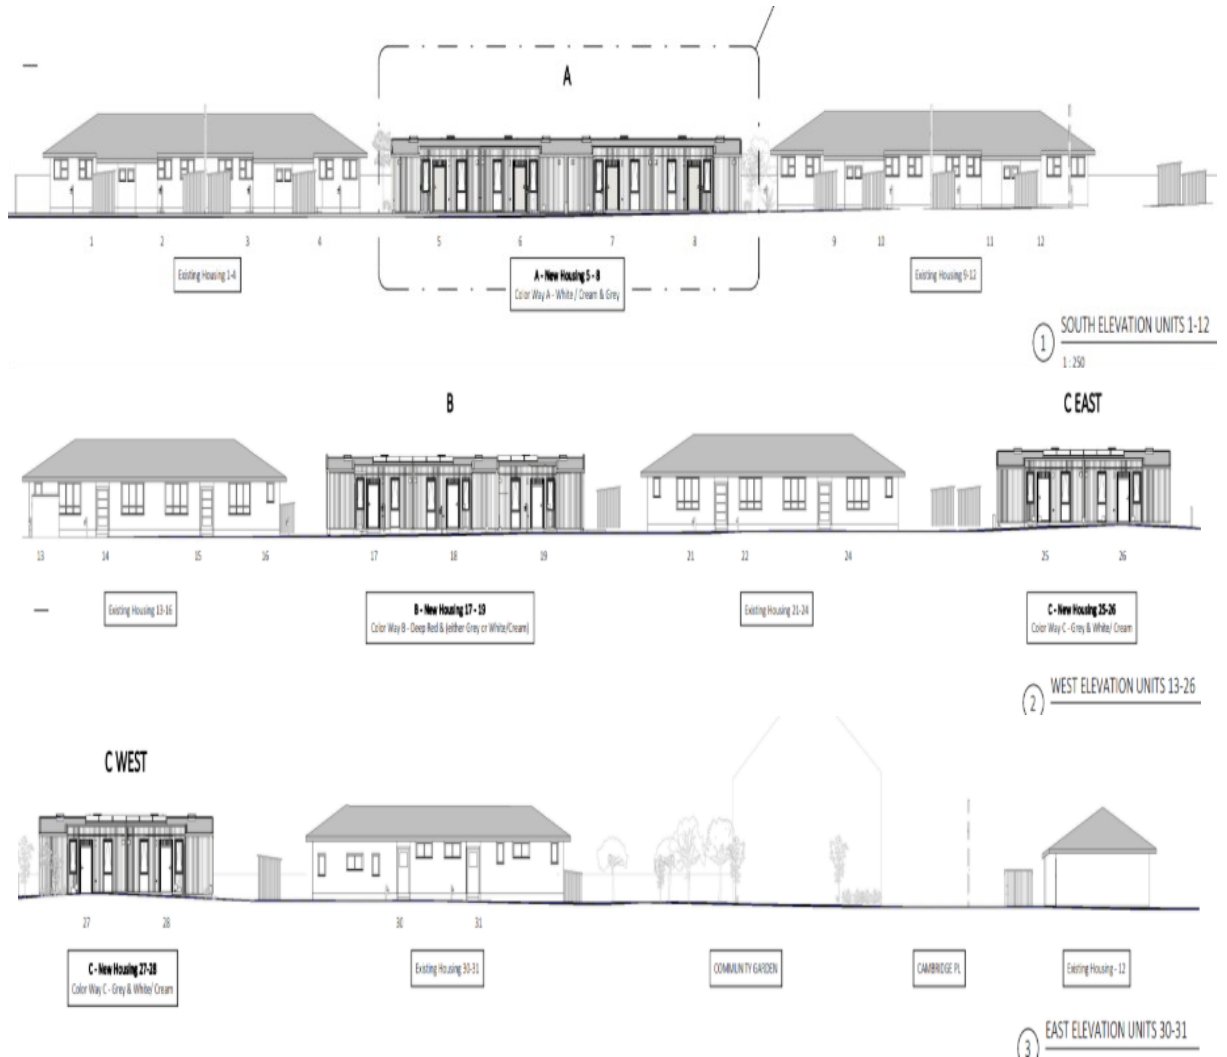 A
1 2 3 4 5 6 7 8 9 10 11 12
Existing Housing 1-4
A - New Housing 5 - 8
Color Way A - White / Cream & Grey
Existing Housing 9-12
1
SOUTH ELEVATION UNITS 1-12
1 : 250
B
C EAST
13 14 15 16 17 18 19 21 22 24 25 26
Existing Housing 13-16
B - New Housing 17 - 19
Color Way B - Deep Red & (either Grey or White/Cream)
Existing Housing 21-24
C - New Housing 25-26
Color Way C - Grey & White/ Cream
2
WEST ELEVATION UNITS 13-26
C WEST
27 28 30 31
C - New Housing 27-28
Color Way C - Grey & White/ Cream
Existing Housing 30-31
COMMUNITY GARDEN
CAMBRIDGE PL
Existing Housing - 12
3
EAST ELEVATION UNITS 30-31